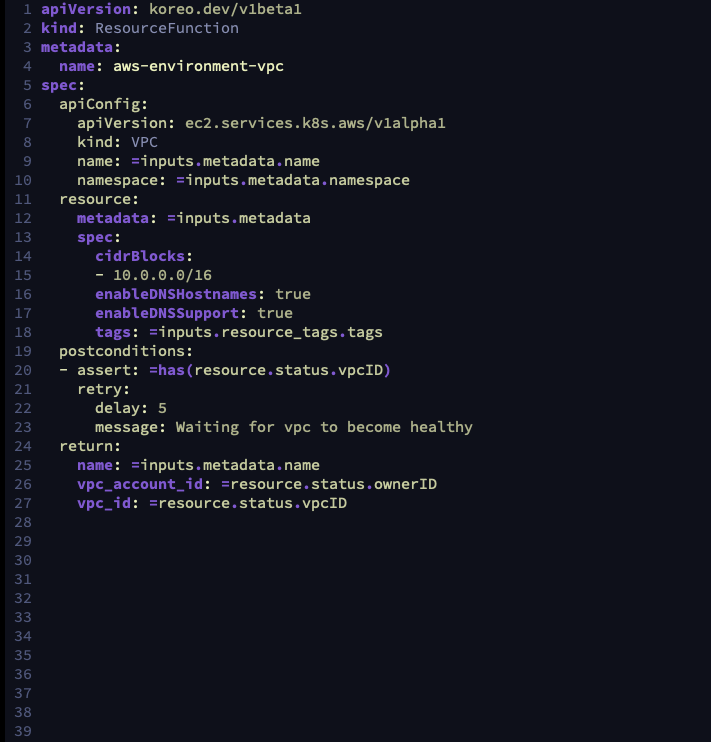 1 apiVersion: koreo.dev/v1beta1
2 kind: ResourceFunction
3 metadata:
4   name: aws-environment-vpc
5 spec:
6   apiConfig:
7     apiVersion: ec2.services.k8s.aws/v1alpha1
8     kind: VPC
9     name: =inputs.metadata.name
10     namespace: =inputs.metadata.namespace
11   resource:
12     metadata: =inputs.metadata
13     spec:
14       cidrBlocks:
15       - 10.0.0.0/16
16       enableDNSHostnames: true
17       enableDNSSupport: true
18       tags: =inputs.resource_tags.tags
19   postconditions:
20   - assert: =has(resource.status.vpcID)
21     retry:
22       delay: 5
23       message: Waiting for vpc to become healthy
24   return:
25     name: =inputs.metadata.name
26     vpc_account_id: =resource.status.ownerID
27     vpc_id: =resource.status.vpcID
28
29
30
31
32
33
34
35
36
37
38
39